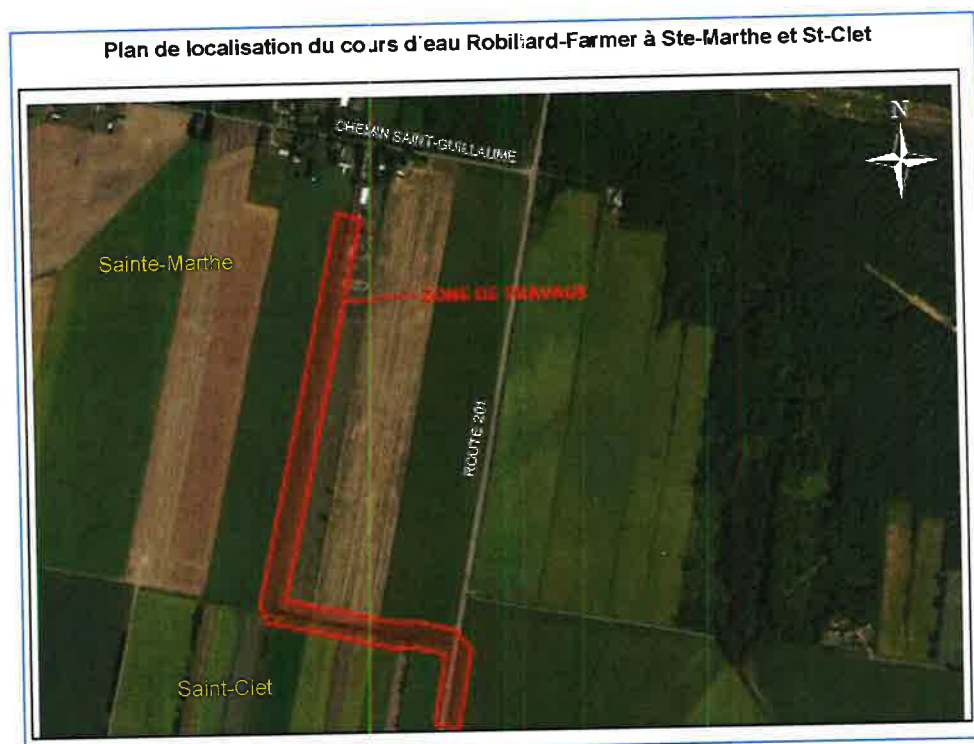 Plan de localisation du cours d'eau Robillard-Farmer à Ste-Marthe et St-Clet
N
CHEMIN SAINT-GUILLAUME
Sainte-Marthe
ZONE DE TRAVAUX
ROUTE 201
Saint-Clet